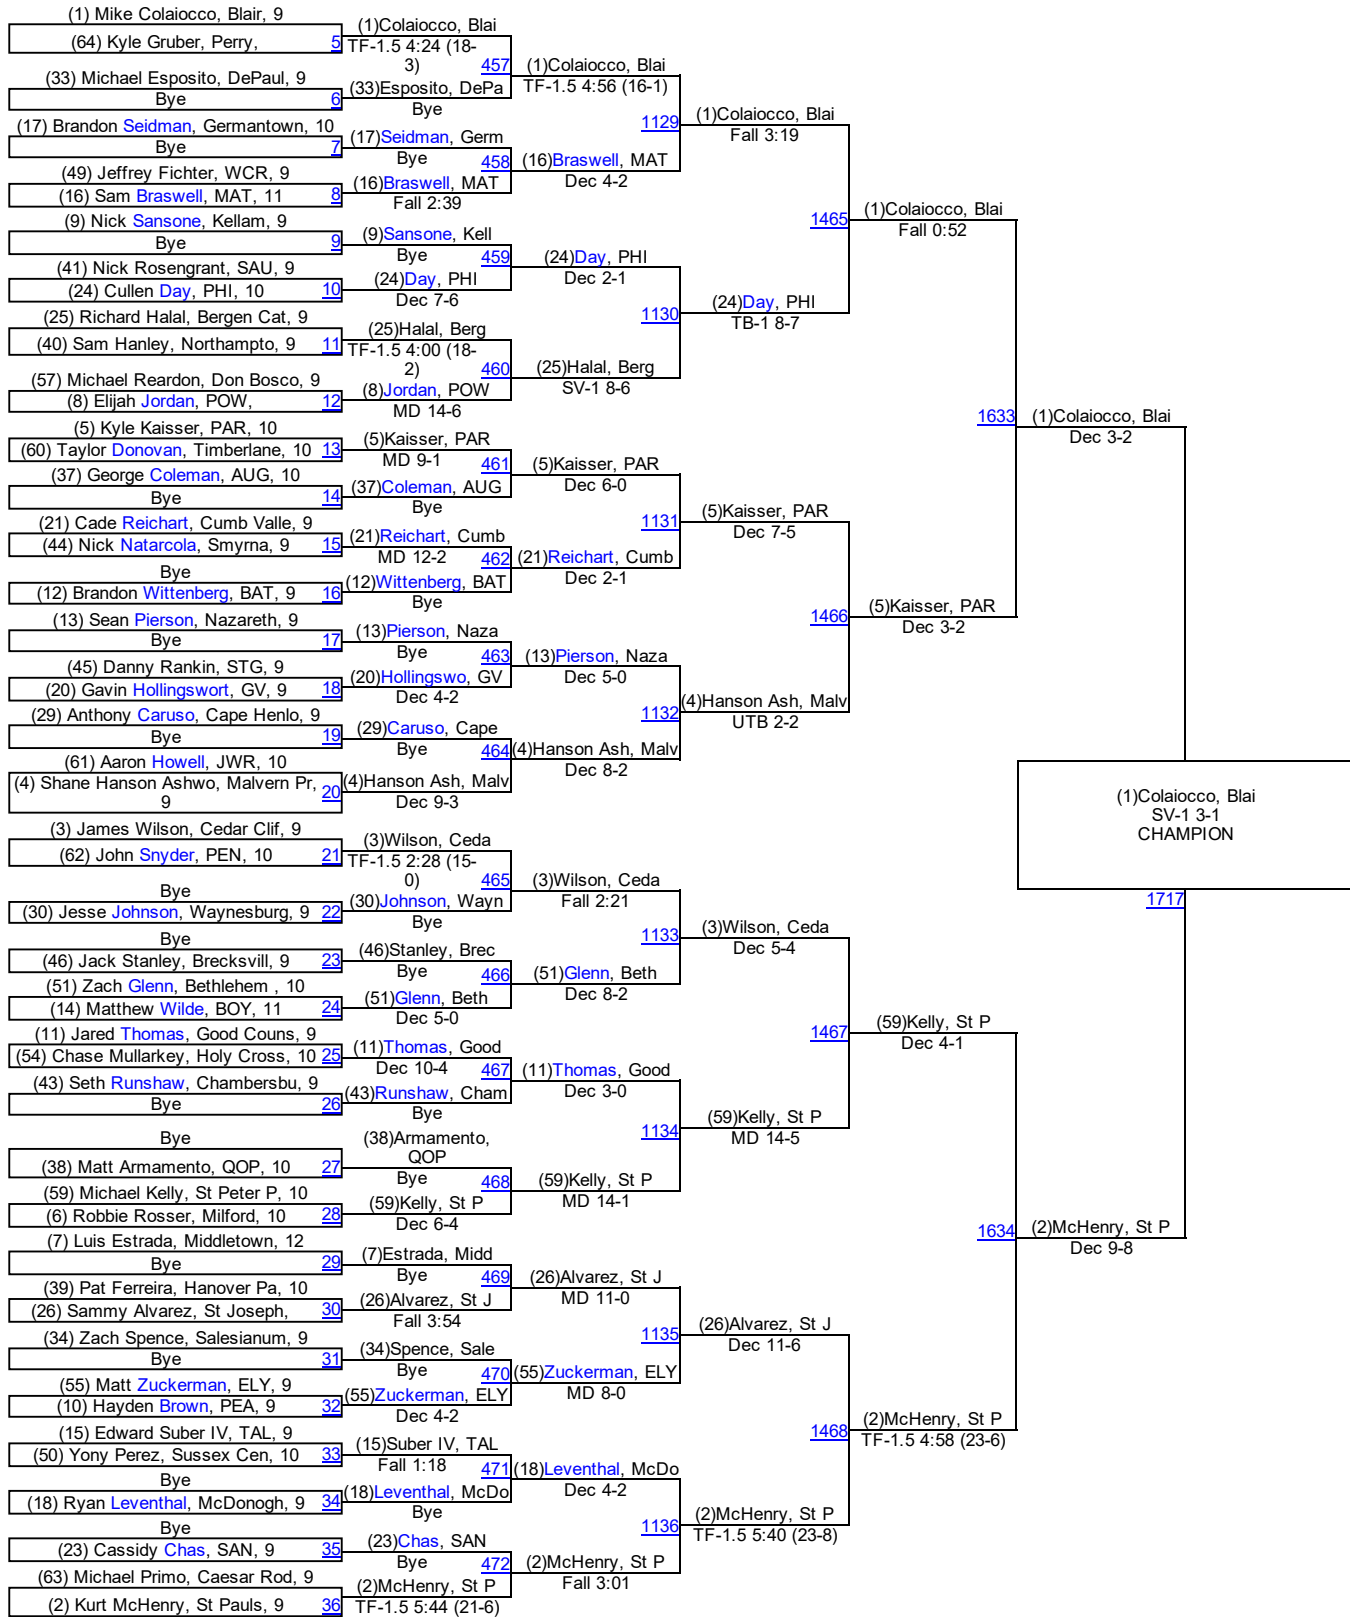 (1) Mike Colaiocco, Blair, 9
(64) Kyle Gruber, Perry, 5
(33) Michael Esposito, DePaul, 9
Bye 6
(17) Brandon Seidman, Germantown, 10
Bye 7
(49) Jeffrey Fichter, WCR, 9
(16) Sam Braswell, MAT, 11 8
(9) Nick Sansone, Kellam, 9
Bye 9
(41) Nick Rosengrant, SAU, 9
(24) Cullen Day, PHI, 10 10
(25) Richard Halal, Bergen Cat, 9
(40) Sam Hanley, Northampto, 9 11
(57) Michael Reardon, Don Bosco, 9
(8) Elijah Jordan, POW, 12
(5) Kyle Kaisser, PAR, 10
(60) Taylor Donovan, Timberlane, 10 13
(37) George Coleman, AUG, 10
Bye 14
(21) Cade Reichart, Cumb Valle, 9
(44) Nick Natarcola, Smyrna, 9 15
Bye
(12) Brandon Wittenberg, BAT, 9 16
(13) Sean Pierson, Nazareth, 9
Bye 17
(45) Danny Rankin, STG, 9
(20) Gavin Hollingswort, GV, 9 18
(29) Anthony Caruso, Cape Henlo, 9
Bye 19
(61) Aaron Howell, JWR, 10
(4) Shane Hanson Ashwo, Malvern Pr,
9 20
(3) James Wilson, Cedar Clif, 9
(62) John Snyder, PEN, 10 21
Bye
(30) Jesse Johnson, Waynesburg, 9 22
Bye
(46) Jack Stanley, Brecksvill, 9 23
(51) Zach Glenn, Bethlehem , 10
(14) Matthew Wilde, BOY, 11 24
(11) Jared Thomas, Good Couns, 9
(54) Chase Mullarkey, Holy Cross, 10 25
(43) Seth Runshaw, Chambersbu, 9
Bye 26
Bye
(38) Matt Armamento, QOP, 10 27
(59) Michael Kelly, St Peter P, 10
(6) Robbie Rosser, Milford, 10 28
(7) Luis Estrada, Middletown, 12
Bye 29
(39) Pat Ferreira, Hanover Pa, 10
(26) Sammy Alvarez, St Joseph, 30
(34) Zach Spence, Salesianum, 9
Bye 31
(55) Matt Zuckerman, ELY, 9
(10) Hayden Brown, PEA, 9 32
(15) Edward Suber IV, TAL, 9
(50) Yony Perez, Sussex Cen, 10 33
Bye
(18) Ryan Leventhal, McDonogh, 9 34
Bye
(23) Cassidy Chas, SAN, 9 35
(63) Michael Primo, Caesar Rod, 9
(2) Kurt McHenry, St Pauls, 9 36
(1)Colaiocco, Blai
TF-1.5 4:24 (18-
3)
457
(33)Esposito, DePa
Bye
(17)Seidman, Germ
Bye
458
(16)Braswell, MAT
Fall 2:39
(9)Sansone, Kell
Bye
459
(24)Day, PHI
Dec 7-6
(25)Halal, Berg
TF-1.5 4:00 (18-
2)
460
(8)Jordan, POW
MD 14-6
(5)Kaisser, PAR
MD 9-1
461
(37)Coleman, AUG
Bye
(21)Reichart, Cumb
MD 12-2
462
(12)Wittenberg, BAT
Bye
(13)Pierson, Naza
Bye
463
(20)Hollingswo, GV
Dec 4-2
(29)Caruso, Cape
Bye
464
(4)Hanson Ash, Malv
Dec 9-3
(3)Wilson, Ceda
TF-1.5 2:28 (15-
0)
465
(30)Johnson, Wayn
Bye
(46)Stanley, Brec
Bye
466
(51)Glenn, Beth
Dec 5-0
(11)Thomas, Good
Dec 10-4
467
(43)Runshaw, Cham
Bye
(38)Armamento,
QOP
Bye
468
(59)Kelly, St P
Dec 6-4
(7)Estrada, Midd
Bye
469
(26)Alvarez, St J
Fall 3:54
(34)Spence, Sale
Bye
470
(55)Zuckerman, ELY
Dec 4-2
(15)Suber IV, TAL
Fall 1:18
471
(18)Leventhal, McDo
Bye
(23)Chas, SAN
Bye
472
(2)McHenry, St P
TF-1.5 5:44 (21-6)
(1)Colaiocco, Blai
TF-1.5 4:56 (16-1)
1129
(16)Braswell, MAT
Dec 4-2
(24)Day, PHI
Dec 2-1
1130
(25)Halal, Berg
SV-1 8-6
(5)Kaisser, PAR
Dec 6-0
1131
(21)Reichart, Cumb
Dec 2-1
(13)Pierson, Naza
Dec 5-0
1132
(4)Hanson Ash, Malv
Dec 8-2
(3)Wilson, Ceda
Fall 2:21
1133
(51)Glenn, Beth
Dec 8-2
(11)Thomas, Good
Dec 3-0
1134
(59)Kelly, St P
MD 14-1
(26)Alvarez, St J
MD 11-0
1135
(55)Zuckerman, ELY
MD 8-0
(18)Leventhal, McDo
Dec 4-2
1136
(2)McHenry, St P
Fall 3:01
(1)Colaiocco, Blai
Fall 3:19
1465
(24)Day, PHI
TB-1 8-7
(5)Kaisser, PAR
Dec 7-5
1466
(4)Hanson Ash, Malv
UTB 2-2
(3)Wilson, Ceda
Dec 5-4
1467
(59)Kelly, St P
MD 14-5
(26)Alvarez, St J
Dec 11-6
1468
(2)McHenry, St P
TF-1.5 5:40 (23-8)
(1)Colaiocco, Blai
Fall 0:52
1633
(5)Kaisser, PAR
Dec 3-2
(59)Kelly, St P
Dec 4-1
1634
(2)McHenry, St P
TF-1.5 4:58 (23-6)
(1)Colaiocco, Blai
Dec 3-2
(1)Colaiocco, Blai
SV-1 3-1
CHAMPION
1717
(2)McHenry, St P
Dec 9-8